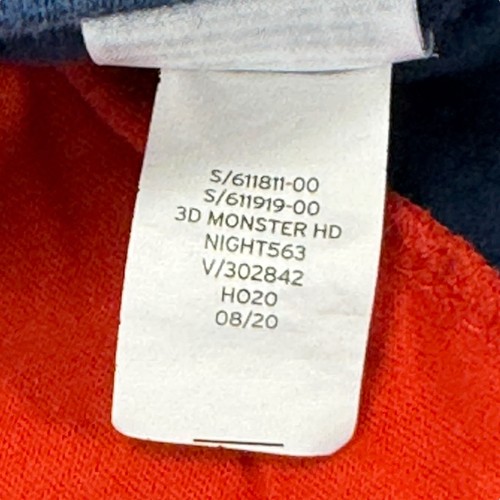 S/611811-00
S/611919-00
3D MONSTER HD
NIGHT563
V/302842
HO20
08/20